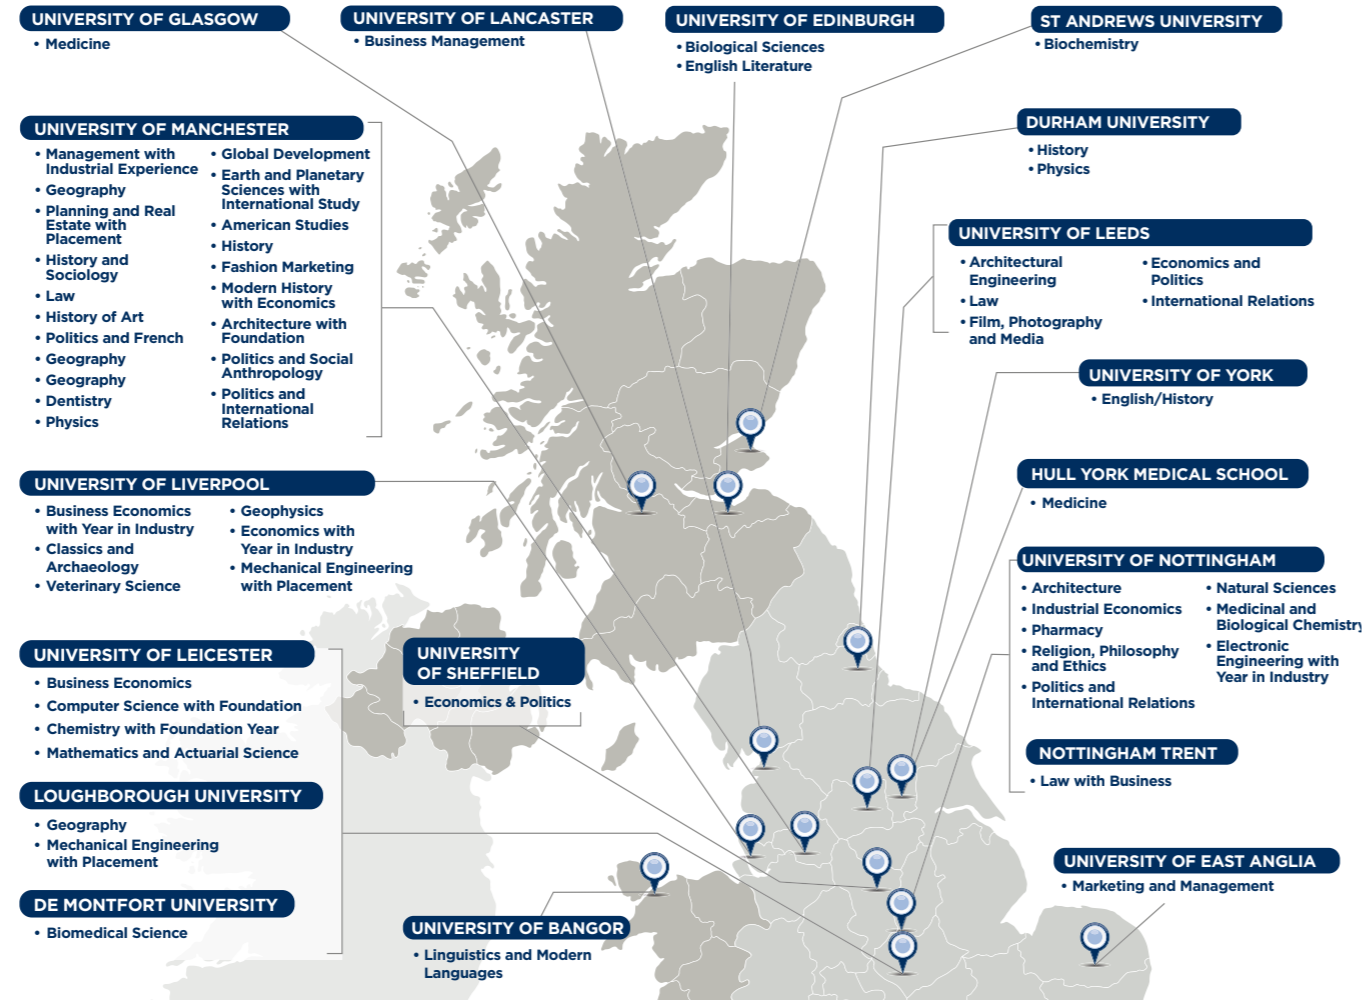 UNIVERSITY OF GLASGOW
• Medicine
UNIVERSITY OF LANCASTER
• Business Management
UNIVERSITY OF EDINBURGH
• Biological Sciences
• English Literature
ST ANDREWS UNIVERSITY
• Biochemistry
UNIVERSITY OF MANCHESTER
• Management with
Industrial Experience
• Geography
• Planning and Real
Estate with
Placement
• History and
Sociology
• Law
• History of Art
• Politics and French
• Geography
• Geography
• Dentistry
• Physics
• Global Development
• Earth and Planetary
Sciences with
International Study
• American Studies
• History
• Fashion Marketing
• Modern History
with Economics
• Architecture with
Foundation
• Politics and Social
Anthropology
• Politics and
International
Relations
DURHAM UNIVERSITY
• History
• Physics
UNIVERSITY OF LEEDS
• Architectural
Engineering
• Law
• Film, Photography
and Media
• Economics and
Politics
• International Relations
UNIVERSITY OF YORK
• English/History
UNIVERSITY OF LIVERPOOL
• Business Economics
with Year in Industry
• Classics and
Archaeology
• Veterinary Science
• Geophysics
• Economics with
Year in Industry
• Mechanical Engineering
with Placement
HULL YORK MEDICAL SCHOOL
• Medicine
UNIVERSITY OF NOTTINGHAM
• Architecture
• Industrial Economics
• Pharmacy
• Religion, Philosophy
and Ethics
• Politics and
International Relations
• Natural Sciences
• Medicinal and
Biological Chemistry
• Electronic
Engineering with
Year in Industry
NOTTINGHAM TRENT
• Law with Business
UNIVERSITY OF LEICESTER
• Business Economics
• Computer Science with Foundation
• Chemistry with Foundation Year
• Mathematics and Actuarial Science
UNIVERSITY
OF SHEFFIELD
• Economics & Politics
LOUGHBOROUGH UNIVERSITY
• Geography
• Mechanical Engineering
with Placement
DE MONTFORT UNIVERSITY
• Biomedical Science
UNIVERSITY OF BANGOR
• Linguistics and Modern
Languages
UNIVERSITY OF EAST ANGLIA
• Marketing and Management